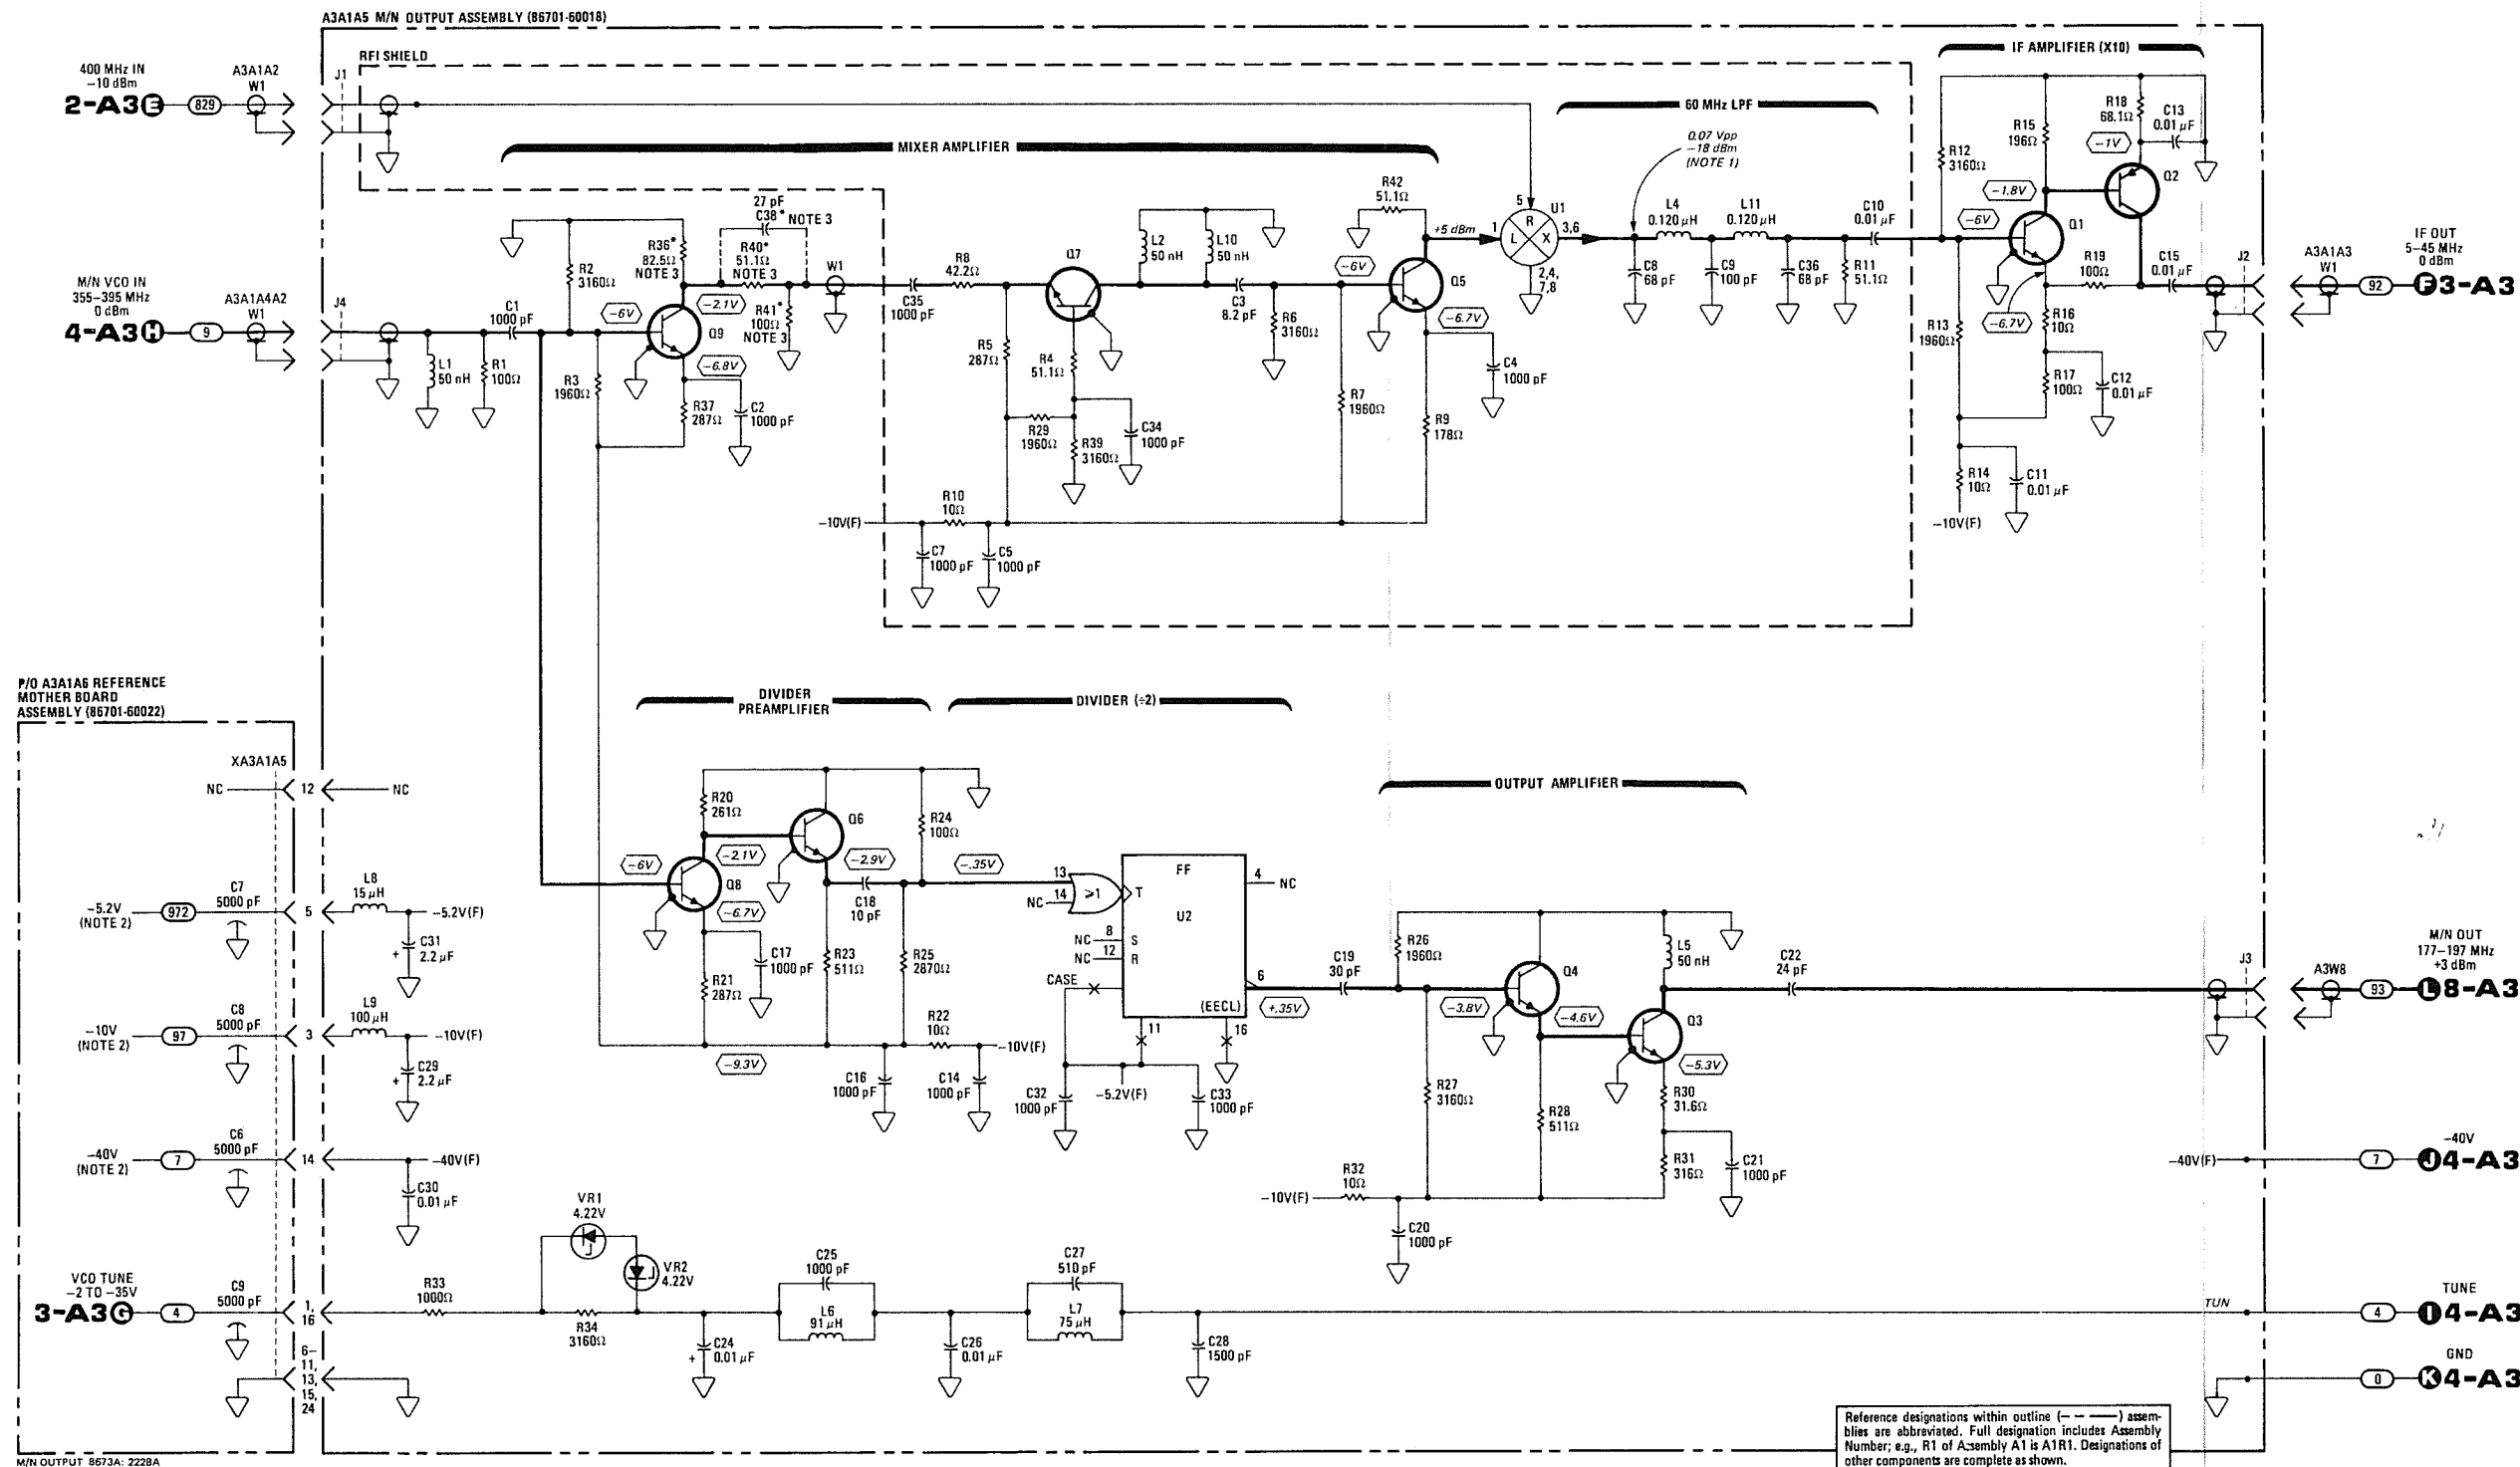 A3A1A5 M/N OUTPUT ASSEMBLY (86701-60018)
RFI SHIELD
400 MHz IN
–10 dBm
2-A3 E
829
A3A1A2
W1
J1
M/N VCO IN
355–395 MHz
0 dBm
4-A3 H
9
A3A1A4A2
W1
J4
L1
50 nH
R1
100Ω
C1
1000 pF
MIXER AMPLIFIER
R2
3160Ω
R3
1960Ω
R36*
82.5Ω
NOTE 3
27 pF
C38* NOTE 3
R40*
51.1Ω
NOTE 3
–2.1V
R41*
100Ω
NOTE 3
–6V
Q9
–6.8V
R37
287Ω
C2
1000 pF
W1
C35
1000 pF
R8
42.2Ω
R5
287Ω
Q7
R4
51.1Ω
R29
1960Ω
R39
3160Ω
C34
1000 pF
R10
10Ω
–10V(F)
C7
1000 pF
C5
1000 pF
L2
50 nH
L10
50 nH
C3
8.2 pF
R6
3160Ω
R42
51.1Ω
–6V
Q5
–6.7V
+5 dBm
R7
1960Ω
R9
178Ω
C4
1000 pF
1
5
U1
R
L
X
3,6
2,4,
7,8
60 MHz LPF
0.07 Vpp
–18 dBm
(NOTE 1)
L4
0.120 μH
L11
0.120 μH
C10
0.01 μF
C8
68 pF
C9
100 pF
C36
68 pF
R11
51.1Ω
IF AMPLIFIER (X10)
R12
3160Ω
R15
196Ω
R18
68.1Ω
C13
0.01 μF
–1V
Q2
–1.8V
–6V
Q1
R19
100Ω
C15
0.01 μF
–6.7V
R16
10Ω
R13
1960Ω
R17
100Ω
C12
0.01 μF
R14
10Ω
C11
0.01 μF
–10V(F)
J2
A3A1A3
W1
92
IF OUT
5–45 MHz
0 dBm
F 3-A3
P/O A3A1A6 REFERENCE
MOTHER BOARD
ASSEMBLY (86701-60022)
XA3A1A5
NC
12
NC
–5.2V
(NOTE 2)
972
C7
5000 pF
5
L8
15 μH
–5.2V(F)
+
C31
2.2 μF
–10V
(NOTE 2)
97
C8
5000 pF
3
L9
100 μH
–10V(F)
+
C29
2.2 μF
–40V
(NOTE 2)
7
C6
5000 pF
14
–40V(F)
C30
0.01 μF
VCO TUNE
–2 TO –35V
3-A3 G
4
C9
5000 pF
1,
16
6–
11,
13,
15,
24
R33
1000Ω
VR1
4.22V
VR2
4.22V
R34
3160Ω
+
C24
0.01 μF
C25
1000 pF
L6
91 μH
C26
0.01 μF
C27
510 pF
L7
75 μH
C28
1500 pF
DIVIDER
PREAMPLIFIER
DIVIDER (÷2)
R20
261Ω
Q6
–2.1V
–6V
Q8
–6.7V
R21
287Ω
C17
1000 pF
–2.9V
C18
10 pF
R23
511Ω
R24
100Ω
–.35V
R25
2870Ω
R22
10Ω
–10V(F)
–9.3V
C16
1000 pF
C14
1000 pF
13
14
NC
≥1
T
FF
U2
4
NC
NC
8
S
NC
12
R
CASE
6
(EECL)
11
16
+.35V
–5.2V(F)
C32
1000 pF
C33
1000 pF
OUTPUT AMPLIFIER
C19
30 pF
R26
1960Ω
–3.8V
Q4
–4.6V
L5
50 nH
Q3
–5.3V
C22
24 pF
R27
3160Ω
R28
511Ω
R30
31.6Ω
R31
316Ω
C21
1000 pF
R32
10Ω
–10V(F)
C20
1000 pF
J3
A3W8
93
M/N OUT
177–197 MHz
+3 dBm
L 8-A3
–40V(F)
7
–40V
J 4-A3
TUN
4
TUNE
I 4-A3
0
GND
K 4-A3
Reference designations within outline (– – ——) assem-
blies are abbreviated. Full designation includes Assembly
Number; e.g., R1 of Assembly A1 is A1R1. Designations of
other components are complete as shown.
M/N OUTPUT 8673A: 2228A